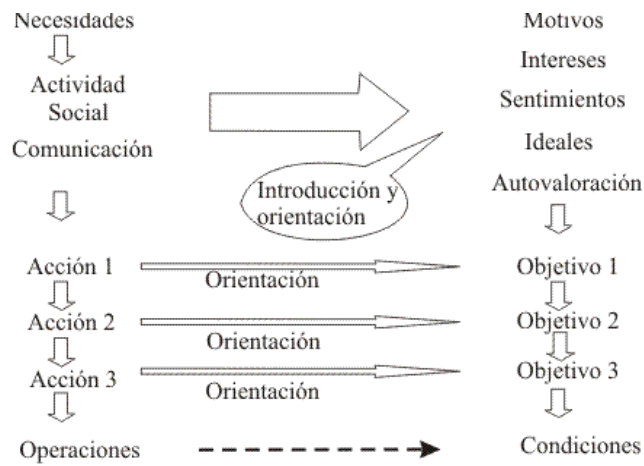 Necesidades
Motivos
Intereses
Actividad
Social
Sentimientos
Comunicación
Ideales
Introducción y
orientación
Autovaloración
Acción 1
Orientación
Objetivo 1
Acción 2
Orientación
Objetivo 2
Acción 3
Orientación
Objetivo 3
Operaciones
Condiciones